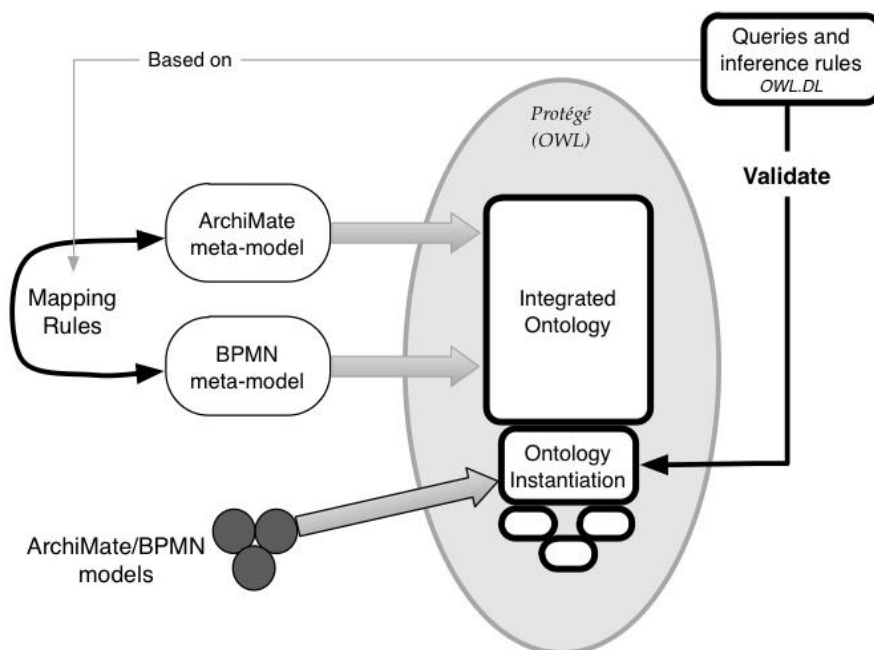 Queries and
inference rules
OWL.DL
Based on
Protégé
(OWL)
Validate
ArchiMate
meta-model
Mapping
Rules
Integrated
Ontology
BPMN
meta-model
Ontology
Instantiation
ArchiMate/BPMN
models